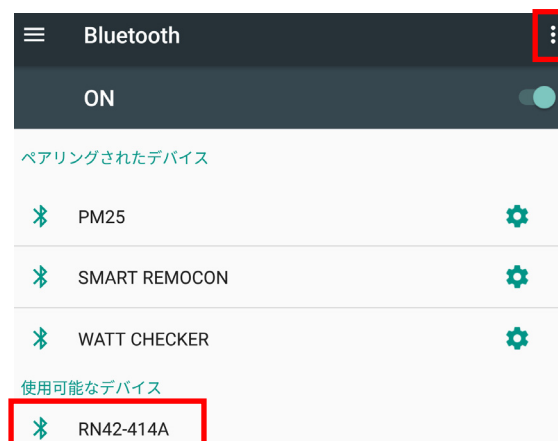 Bluetooth
ON
ペアリングされたデバイス
PM25
SMART REMOCON
WATT CHECKER
使用可能なデバイス
RN42-414A